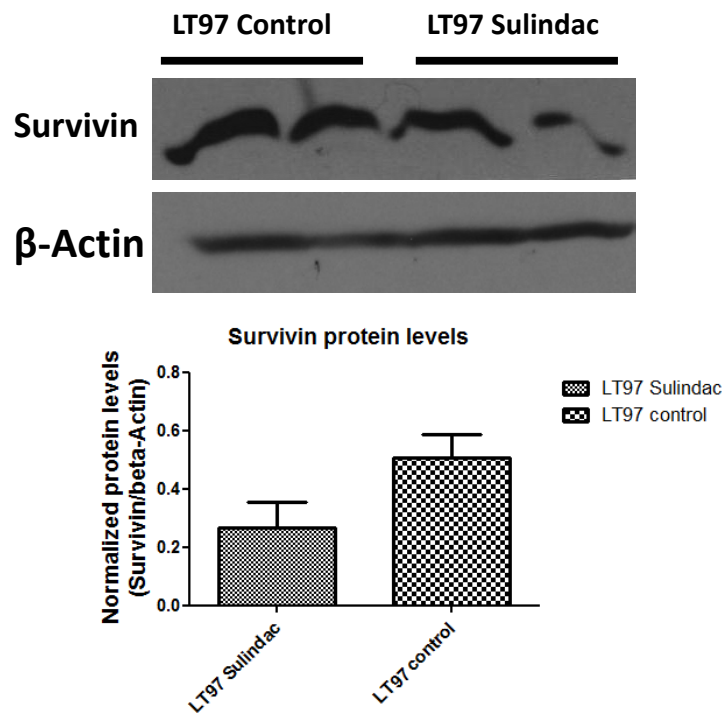 LT97 Control LT97 Sulindac
Survivin
β-Actin
Survivin protein levels
Normalized protein levels
(Survivin/beta-Actin)
0.8
0.6
0.4
0.2
0.0
LT97 Sulindac
LT97 control
LT97 Sulindac
LT97 control